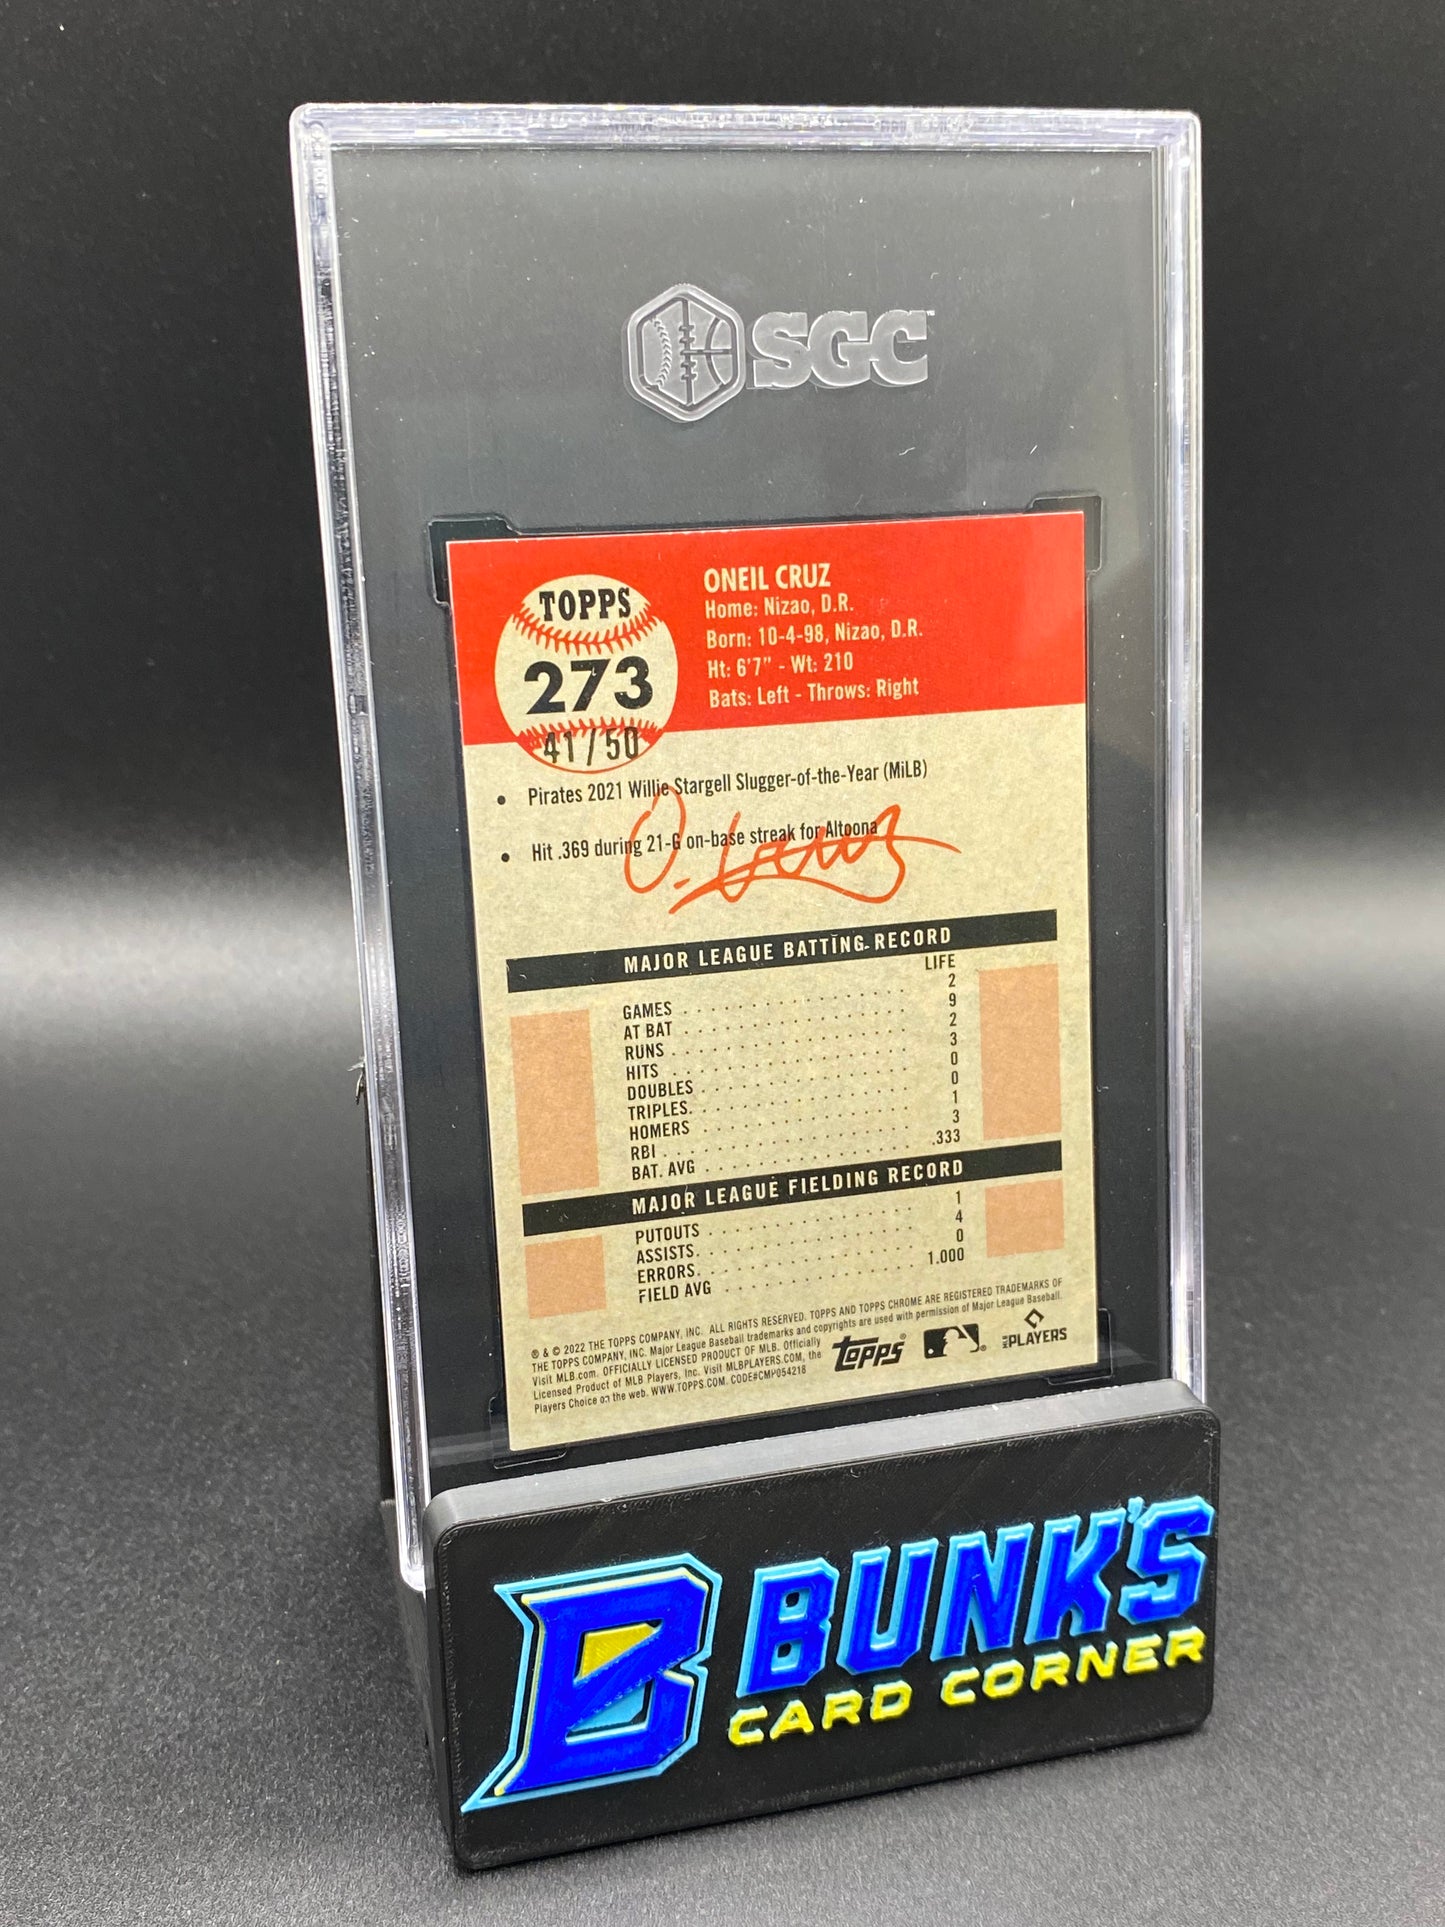 SGC
TOPPS
273
41/50
ONEIL CRUZ
Home: Nizao, D.R.
Born: 10-4-98, Nizao, D.R.
Ht: 6'7" - Wt: 210
Bats: Left - Throws: Right
• Pirates 2021 Willie Stargell Slugger-of-the-Year (MiLB)
• Hit .369 during 21-G on-base streak for Altoona
O. Cruz
MAJOR LEAGUE BATTING RECORD
LIFE
GAMES 2
AT BAT 9
RUNS 2
HITS 3
DOUBLES 0
TRIPLES 0
HOMERS 1
RBI 3
BAT. AVG .333
MAJOR LEAGUE FIELDING RECORD
PUTOUTS 1
ASSISTS 4
ERRORS 0
FIELD AVG 1.000
® & © 2022 THE TOPPS COMPANY, INC. ALL RIGHTS RESERVED. TOPPS AND TOPPS CHROME ARE REGISTERED TRADEMARKS OF
THE TOPPS COMPANY, INC. Major League Baseball trademarks and copyrights are used with permission of Major League Baseball.
Visit MLB.com. OFFICIALLY LICENSED PRODUCT OF MLB. Officially
Licensed Product of MLB Players, Inc. Visit MLBPLAYERS.COM, the
Players Choice on the web. WWW.TOPPS.COM. CODE#CMP054218
Topps®
MLB PLAYERS
B BUNK'S
CARD CORNER